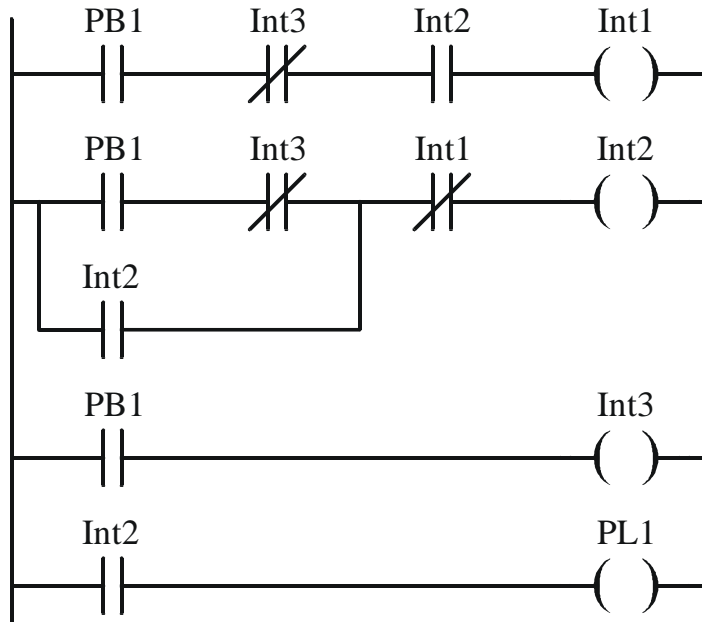 PB1 Int3 Int2 Int1
PB1 Int3 Int1 Int2
Int2
PB1 Int3
Int2 PL1